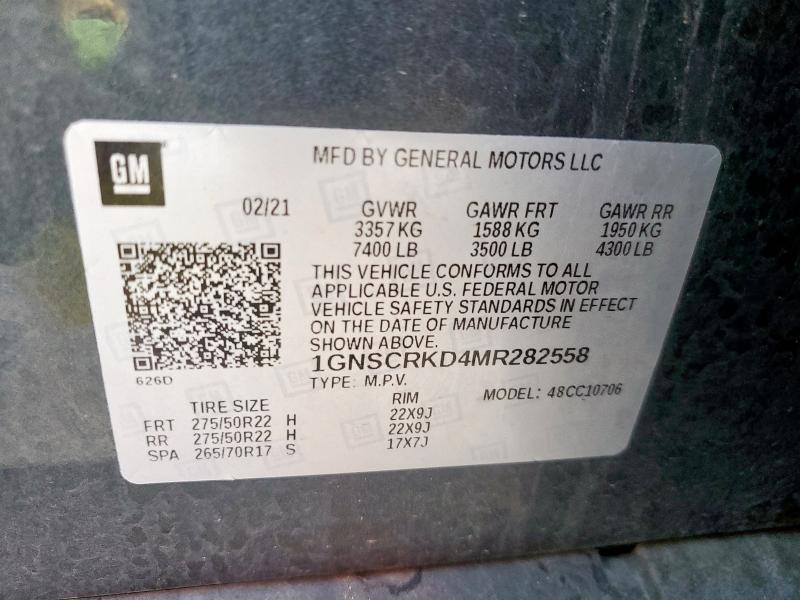 GM
MFD BY GENERAL MOTORS LLC
02/21 GVWR GAWR FRT GAWR RR
3357 KG 1588 KG 1950 KG
7400 LB 3500 LB 4300 LB
THIS VEHICLE CONFORMS TO ALL
APPLICABLE U.S. FEDERAL MOTOR
VEHICLE SAFETY STANDARDS IN EFFECT
ON THE DATE OF MANUFACTURE
SHOWN ABOVE.
1GNSCRKD4MR282558
626D
TYPE: M.P.V. MODEL: 48CC10706
TIRE SIZE RIM
FRT 275/50R22 H 22X9J
RR 275/50R22 H 22X9J
SPA 265/70R17 S 17X7J